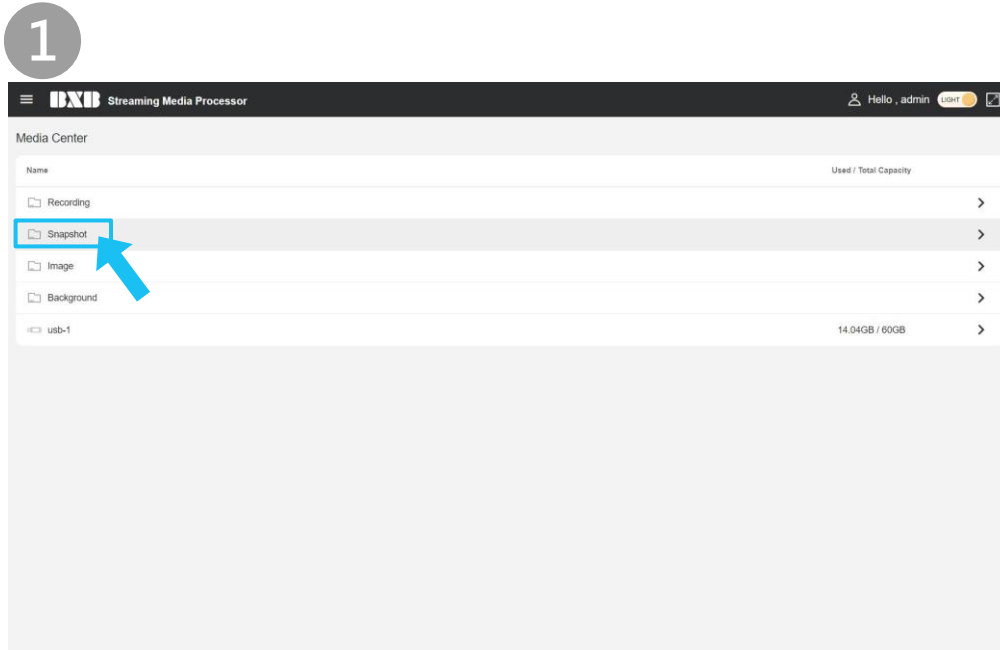 1
BXB Streaming Media Processor
Hello , admin LIGHT
Media Center
Name Used / Total Capacity
Recording
Snapshot
Image
Background
usb-1 14.04GB / 60GB